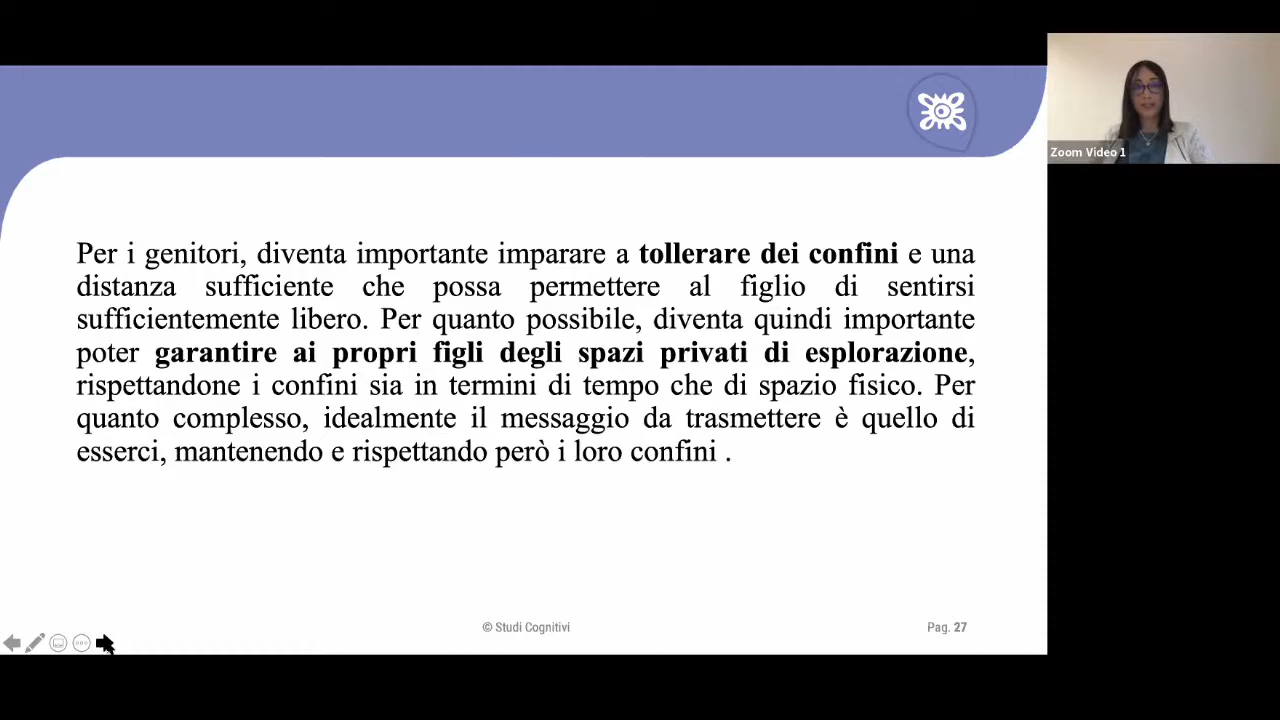 Zoom Video 1
Per i genitori, diventa importante imparare a tollerare dei confini e una
distanza sufficiente che possa permettere al figlio di sentirsi
sufficientemente libero. Per quanto possibile, diventa quindi importante
poter garantire ai propri figli degli spazi privati di esplorazione,
rispettandone i confini sia in termini di tempo che di spazio fisico. Per
quanto complesso, idealmente il messaggio da trasmettere è quello di
esserci, mantenendo e rispettando però i loro confini .
© Studi Cognitivi
Pag. 27